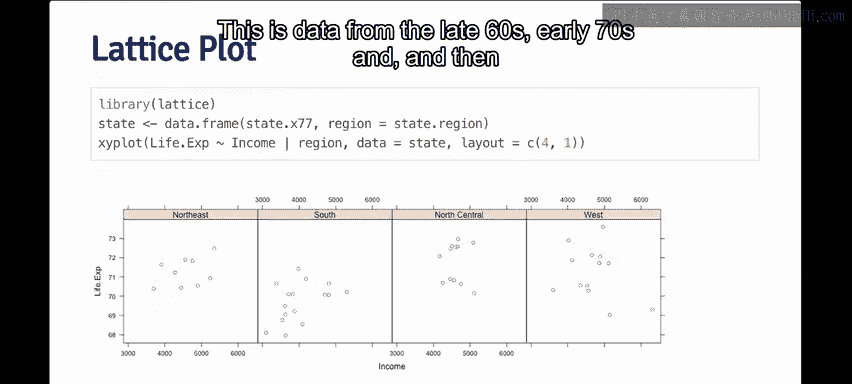 This is data from the late 60s, early 70s
and, and then
Lattice Plot
library(lattice)
state <- data.frame(state.x77, region = state.region)
xyplot(Life.Exp ~ Income | region, data = state, layout = c(4, 1))
3000 4000 5000 6000 3000 4000 5000 6000
Northeast South North Central West
73
72
71
70
69
68
Life.Exp
3000 4000 5000 6000 3000 4000 5000 6000
Income